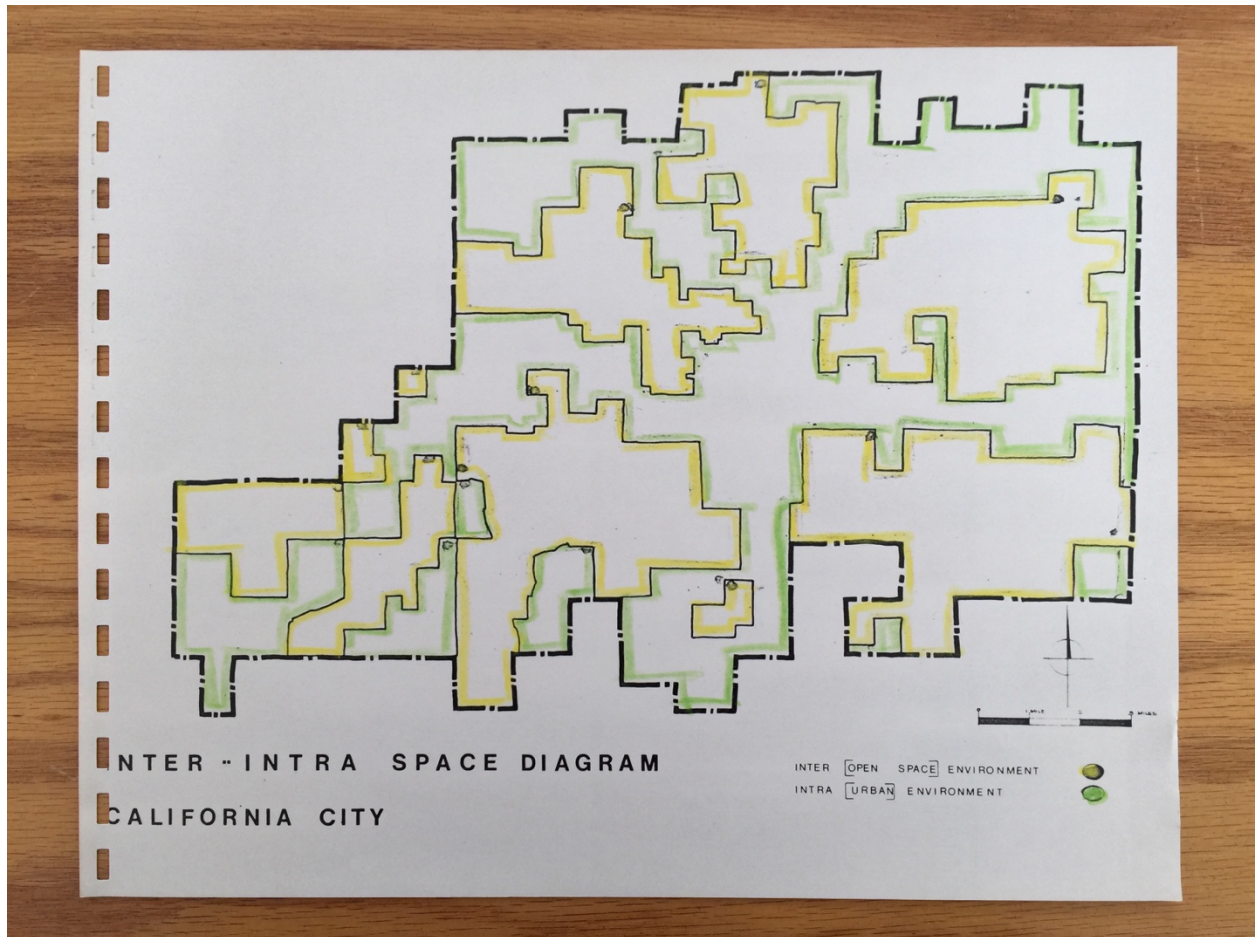 NTER -- INTRA SPACE DIAGRAM
CALIFORNIA CITY
INTER [OPEN SPACE] ENVIRONMENT
INTRA [URBAN] ENVIRONMENT